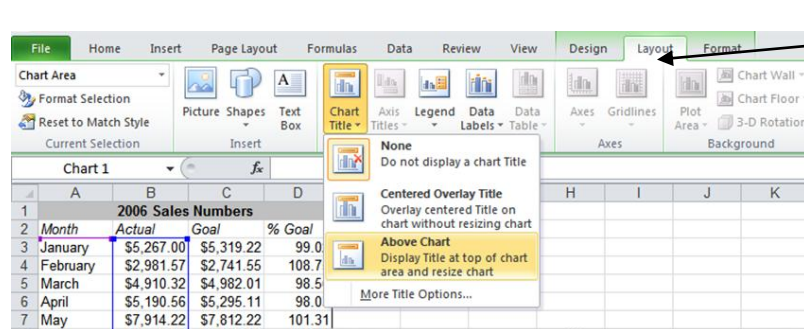 File Home Insert Page Layout Formulas Data Review View Design Layout Format
Chart Area
Format Selection
Reset to Match Style
Current Selection
Picture Shapes Text Box
Insert
Chart Title Axis Titles Legend Data Labels Data Table
Axes Gridlines
Axes
Plot Area
Chart Wall
Chart Floor
3-D Rotation
Background
None
Do not display a chart Title
Centered Overlay Title
Overlay centered Title on
chart without resizing chart
Above Chart
Display Title at top of chart
area and resize chart
More Title Options...
Chart 1 fx
A B C D H I J K
1 2006 Sales Numbers
2 Month Actual Goal % Goal
3 January $5,267.00 $5,319.22 99.0
4 February $2,981.57 $2,741.55 108.7
5 March $4,910.32 $4,982.01 98.5
6 April $5,190.56 $5,295.11 98.0
7 May $7,914.22 $7,812.22 101.31